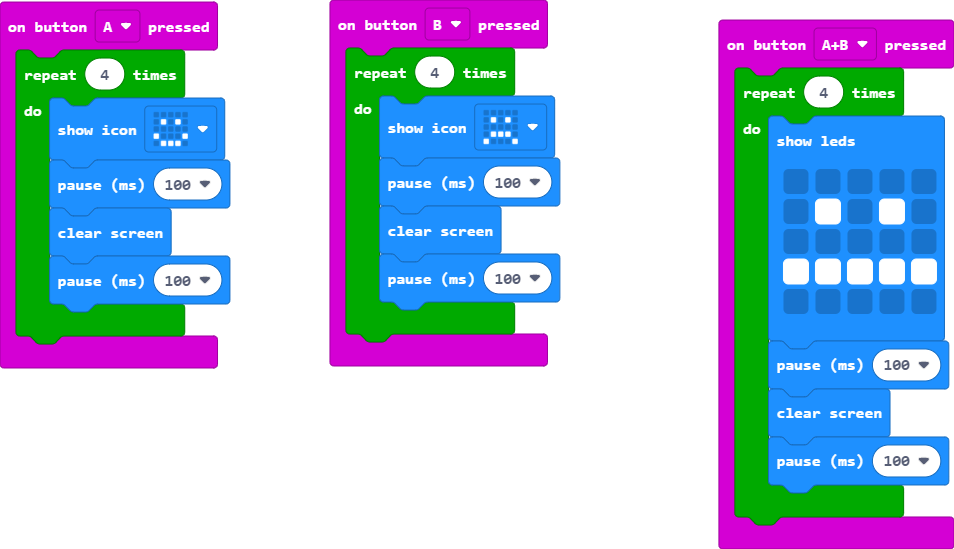 on button A pressed
repeat 4 times
do
show icon
pause (ms) 100
clear screen
pause (ms) 100
on button B pressed
repeat 4 times
do
show icon
pause (ms) 100
clear screen
pause (ms) 100
on button A+B pressed
repeat 4 times
do
show leds
pause (ms) 100
clear screen
pause (ms) 100